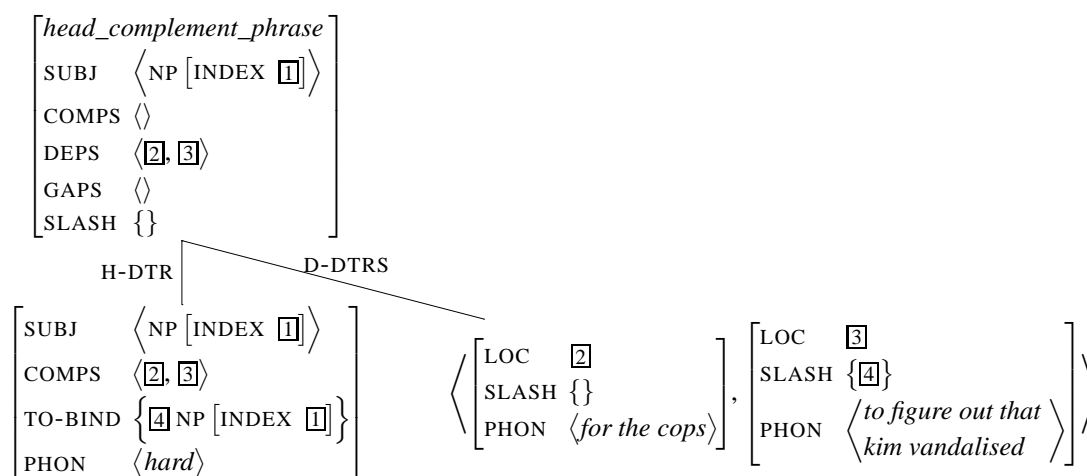 head_complement_phrase
SUBJ ⟨NP [INDEX 1]⟩
COMPS ⟨⟩
DEPS ⟨2, 3⟩
GAPS ⟨⟩
SLASH {}
H-DTR D-DTRS
SUBJ ⟨NP [INDEX 1]⟩
COMPS ⟨2, 3⟩
TO-BIND {4 NP [INDEX 1]}
PHON ⟨hard⟩
LOC 2
SLASH {}
PHON ⟨for the cops⟩
,
LOC 3
SLASH {4}
PHON ⟨to figure out that
kim vandalised⟩